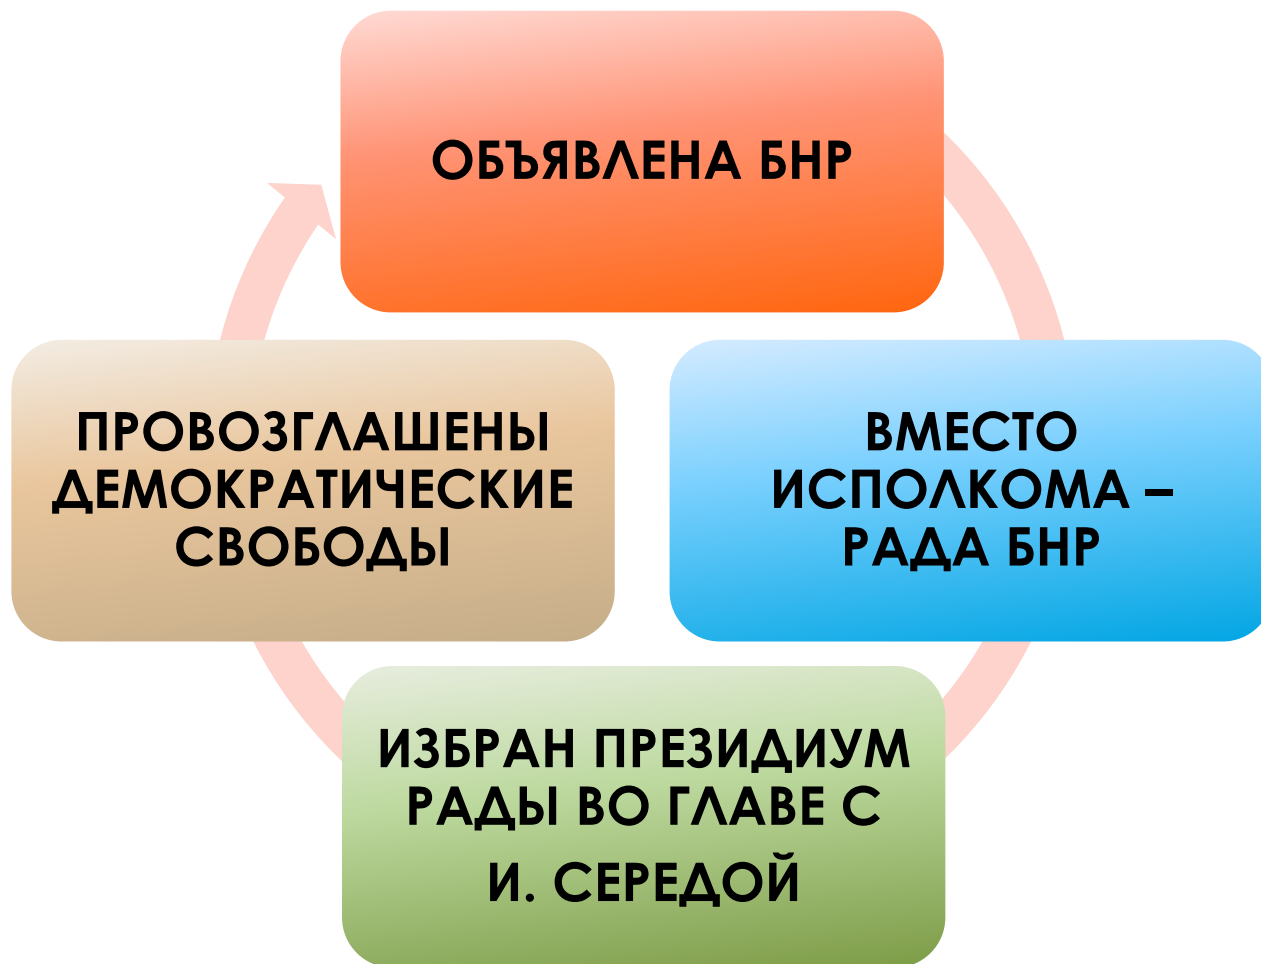 ОБЪЯВЛЕНА БНР
ВМЕСТО
ИСПОЛКОМА –
РАДА БНР
ИЗБРАН ПРЕЗИДИУМ
РАДЫ ВО ГЛАВЕ С
И. СЕРЕДОЙ
ПРОВОЗГЛАШЕНЫ
ДЕМОКРАТИЧЕСКИЕ
СВОБОДЫ